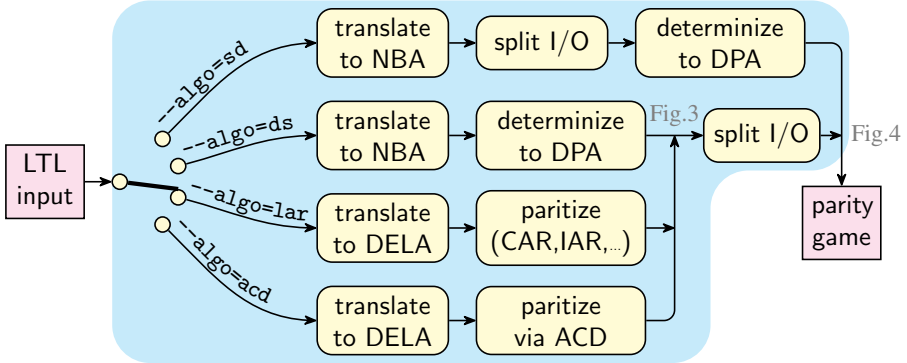 LTL
input
--algo=sd
translate
to NBA
split I/O
determinize
to DPA
--algo=ds
translate
to NBA
determinize
to DPA
Fig.3
split I/O
Fig.4
--algo=lar
translate
to DELA
paritize
(CAR,IAR,...)
parity
game
--algo=acd
translate
to DELA
paritize
via ACD